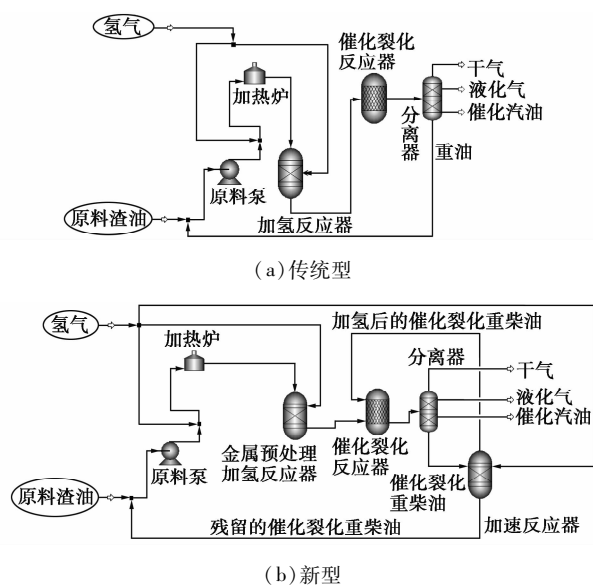 氢气
催化裂化
反应器
干气
液化气
催化汽油
加热炉
分离器
重油
原料泵
原料渣油
加氢反应器
(a)传统型
氢气
加氢后的催化裂化重柴油
加热炉
分离器
干气
液化气
催化汽油
金属预处理
加氢反应器
催化裂化
反应器
原料泵
催化裂化
重柴油
原料渣油
残留的催化裂化重柴油
加速反应器
(b)新型